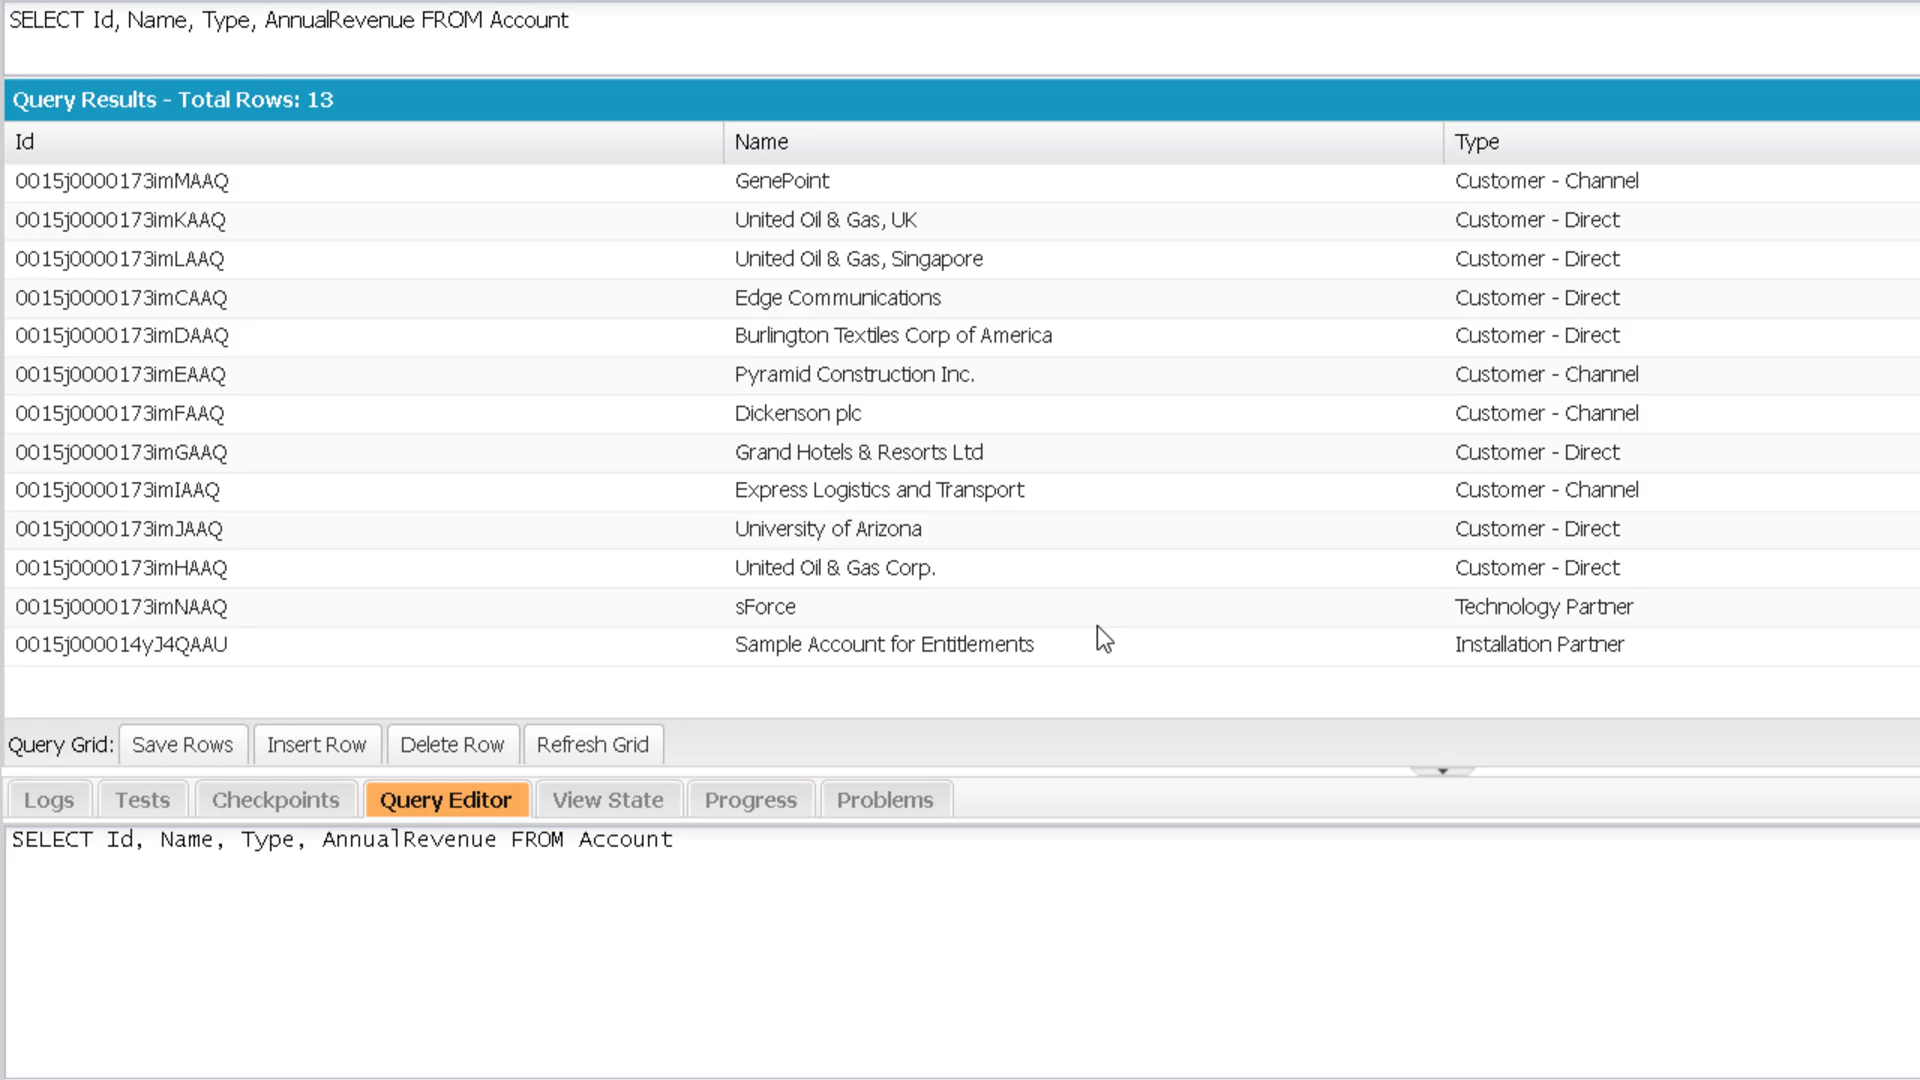 SELECT Id, Name, Type, AnnualRevenue FROM Account
Query Results - Total Rows: 13
Id Name Type
0015j0000173imMAAQ GenePoint Customer - Channel
0015j0000173imKAAQ United Oil & Gas, UK Customer - Direct
0015j0000173imLAAQ United Oil & Gas, Singapore Customer - Direct
0015j0000173imCAAQ Edge Communications Customer - Direct
0015j0000173imDAAQ Burlington Textiles Corp of America Customer - Direct
0015j0000173imEAAQ Pyramid Construction Inc. Customer - Channel
0015j0000173imFAAQ Dickenson plc Customer - Channel
0015j0000173imGAAQ Grand Hotels & Resorts Ltd Customer - Direct
0015j0000173imIAAQ Express Logistics and Transport Customer - Channel
0015j0000173imJAAQ University of Arizona Customer - Direct
0015j0000173imHAAQ United Oil & Gas Corp. Customer - Direct
0015j0000173imNAAQ sForce Technology Partner
0015j000014yJ4QAAU Sample Account for Entitlements Installation Partner
Query Grid: Save Rows Insert Row Delete Row Refresh Grid
Logs Tests Checkpoints Query Editor View State Progress Problems
SELECT Id, Name, Type, AnnualRevenue FROM Account